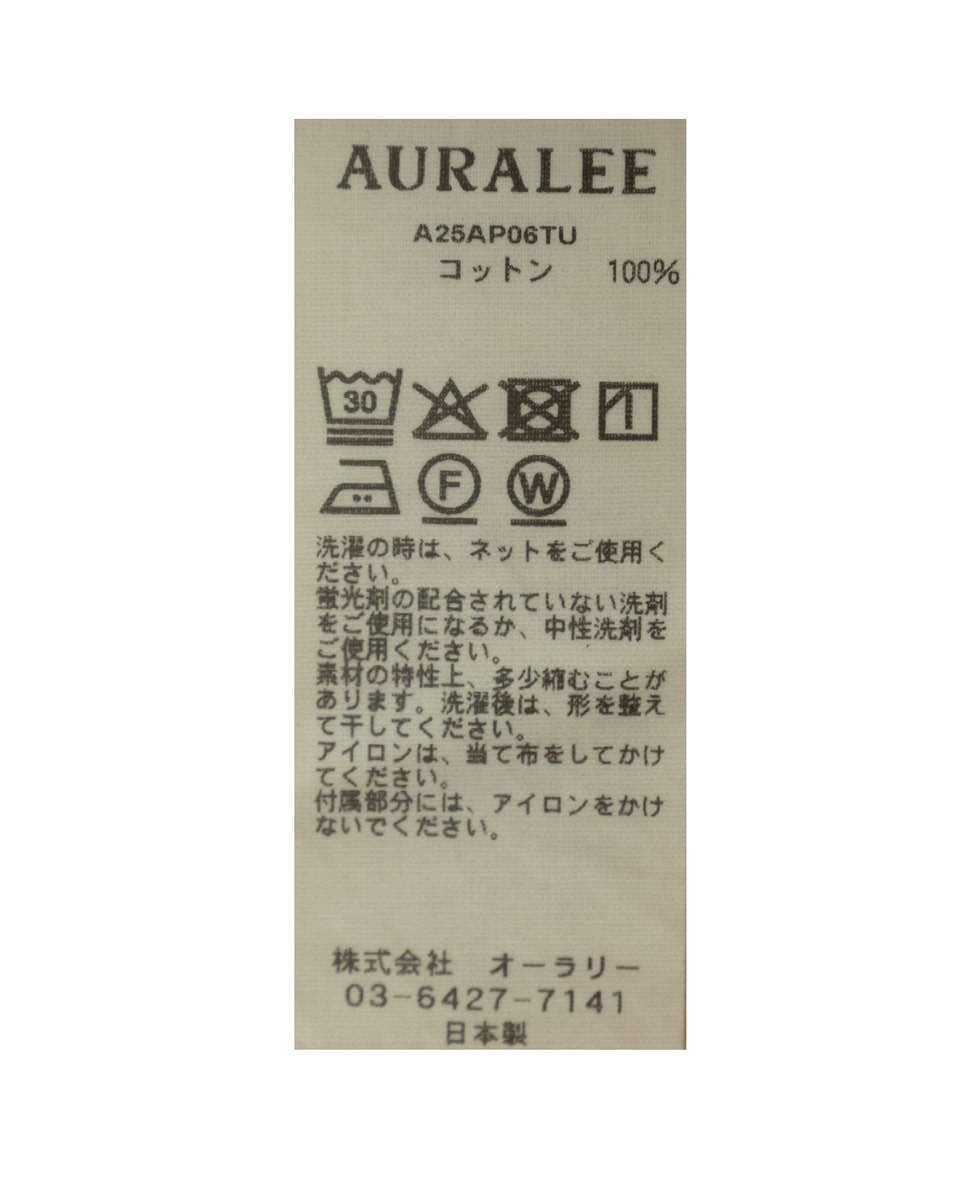 AURALEE
A25AP06TU
コットン　100%
30
F W
洗濯の時は、ネットをご使用く
ださい。
蛍光剤の配合されていない洗剤
をご使用になるか、中性洗剤を
ご使用ください。
素材の特性上、多少縮むことが
あります。洗濯後は、形を整え
て干してください。
アイロンは、当て布をしてかけ
てください。
付属部分には、アイロンをかけ
ないでください。
株式会社　オーラリー
03-6427-7141
日本製